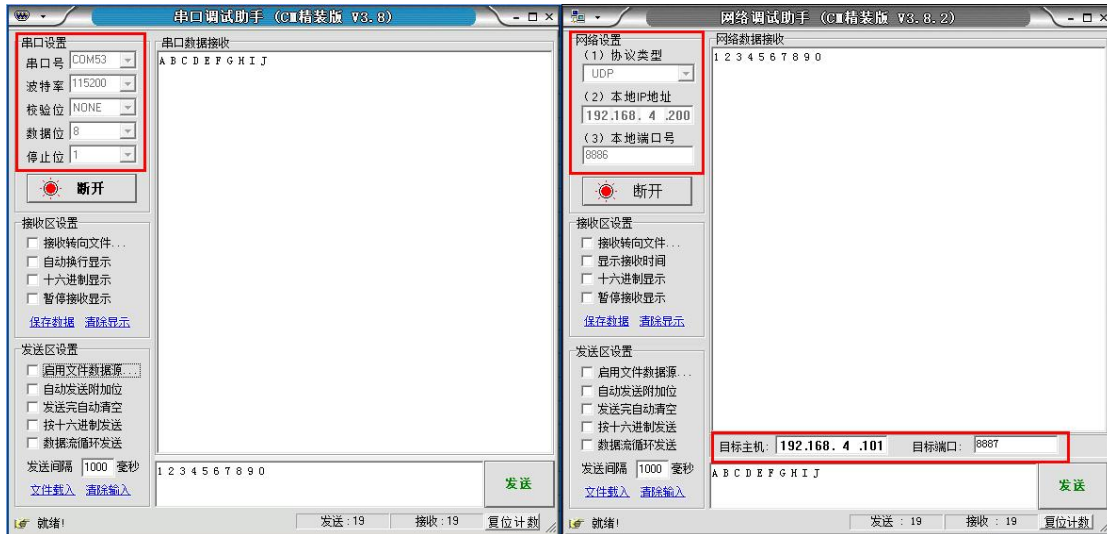 串口调试助手 (CM精装版 V3.8)
串口设置
串口号 COM53
波特率 115200
校验位 NONE
数据位 8
停止位 1
断开
接收区设置
接收转向文件...
自动换行显示
十六进制显示
暂停接收显示
保存数据 清除显示
发送区设置
启用文件数据源...
自动发送附加位
发送完自动清空
按十六进制发送
数据流循环发送
发送间隔 1000 毫秒
文件载入 清除输入
串口数据接收
A B C D E F G H I J
1 2 3 4 5 6 7 8 9 0
发送
就绪! 发送:19 接收:19 复位计数
网络调试助手 (CM精装版 V3.8.2)
网络设置
(1) 协议类型
UDP
(2) 本地IP地址
192.168. 4 .200
(3) 本地端口号
8886
断开
接收区设置
接收转向文件...
显示接收时间
十六进制显示
暂停接收显示
保存数据 清除显示
发送区设置
启用文件数据源...
自动发送附加位
发送完自动清空
按十六进制发送
数据流循环发送
发送间隔 1000 毫秒
文件载入 清除输入
网络数据接收
1 2 3 4 5 6 7 8 9 0
目标主机: 192.168. 4 .101 目标端口: 8887
A B C D E F G H I J
发送
就绪! 发送 : 19 接收 : 19 复位计数